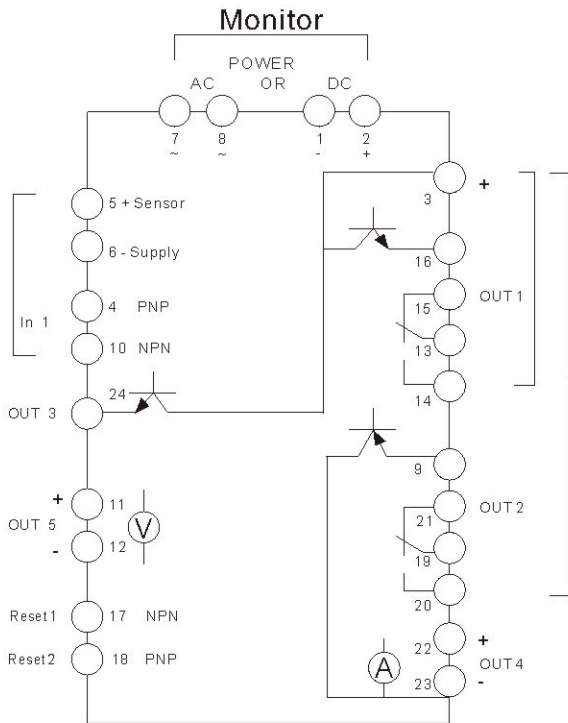 Monitor
POWER
AC OR DC
7 8 1 2
~ ~ - +
3 +
5 + Sensor
6 - Supply
16
4 PNP
15
OUT 1
In 1
13
10 NPN
24
14
OUT 3
9
+ 11
21
OUT 2
OUT 5
V
- 12
19
20
Reset1 17 NPN
22 +
Reset2 18 PNP
A
OUT 4
23 -